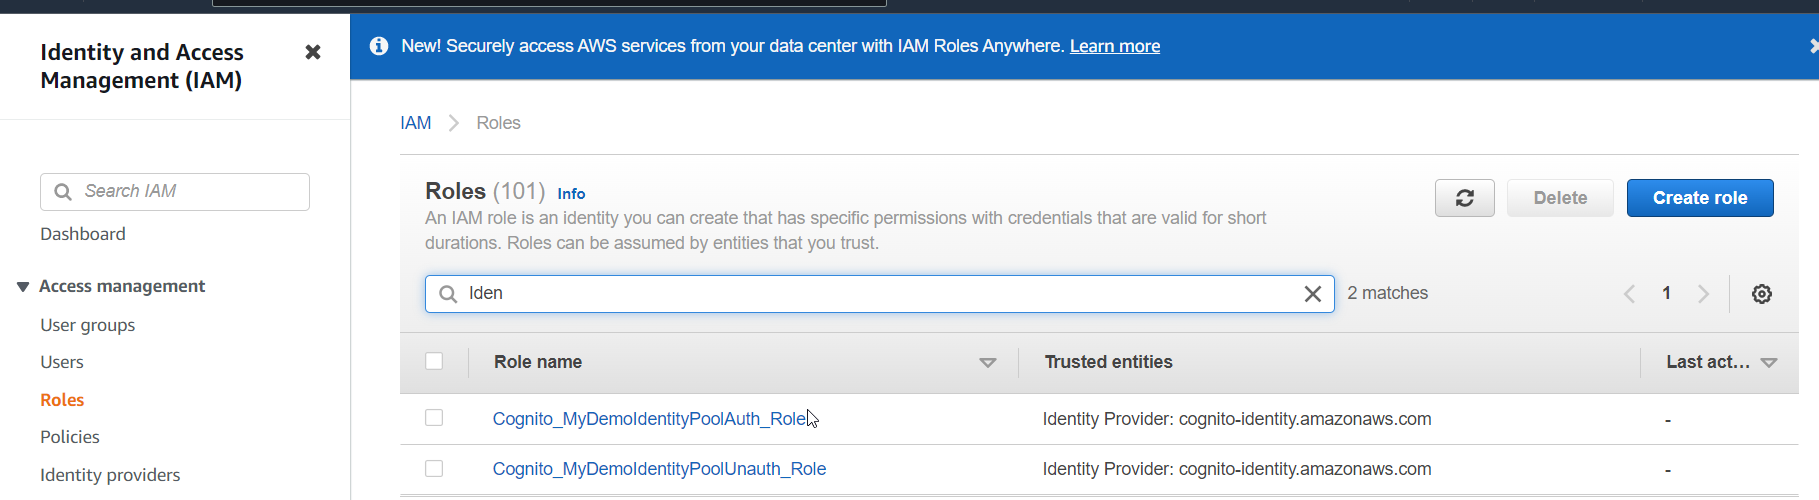 Identity and Access
Management (IAM)
New! Securely access AWS services from your data center with IAM Roles Anywhere. Learn more
Search IAM
Dashboard
Access management
User groups
Users
Roles
Policies
Identity providers
IAM > Roles
Roles (101) Info
An IAM role is an identity you can create that has specific permissions with credentials that are valid for short
durations. Roles can be assumed by entities that you trust.
Delete
Create role
Iden
2 matches
1
Role name
Trusted entities
Last act...
Cognito_MyDemoIdentityPoolAuth_Role
Identity Provider: cognito-identity.amazonaws.com
-
Cognito_MyDemoIdentityPoolUnauth_Role
Identity Provider: cognito-identity.amazonaws.com
-